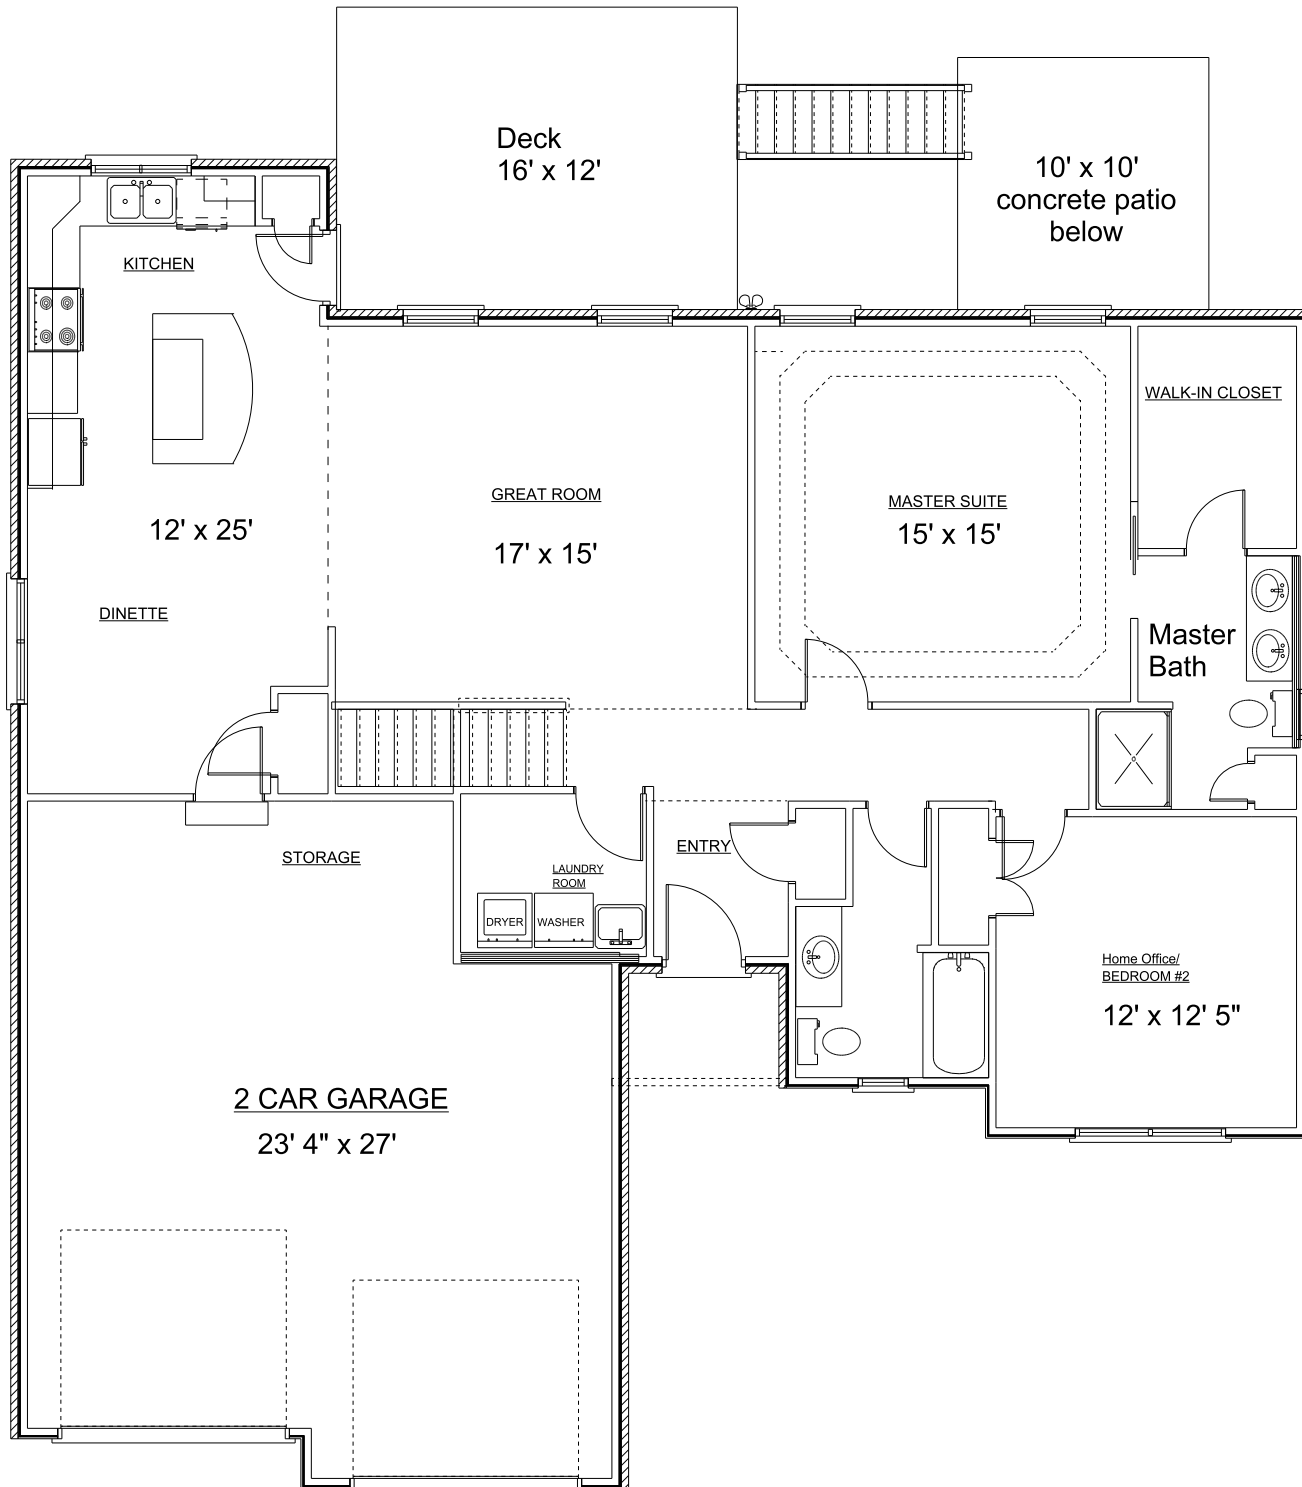 Deck
16' x 12'
10' x 10'
concrete patio
below
KITCHEN
WALK-IN CLOSET
GREAT ROOM
17' x 15'
MASTER SUITE
15' x 15'
12' x 25'
DINETTE
Master
Bath
STORAGE
LAUNDRY
ROOM
ENTRY
DRYER
WASHER
Home Office/
BEDROOM #2
12' x 12' 5"
2 CAR GARAGE
23' 4" x 27'